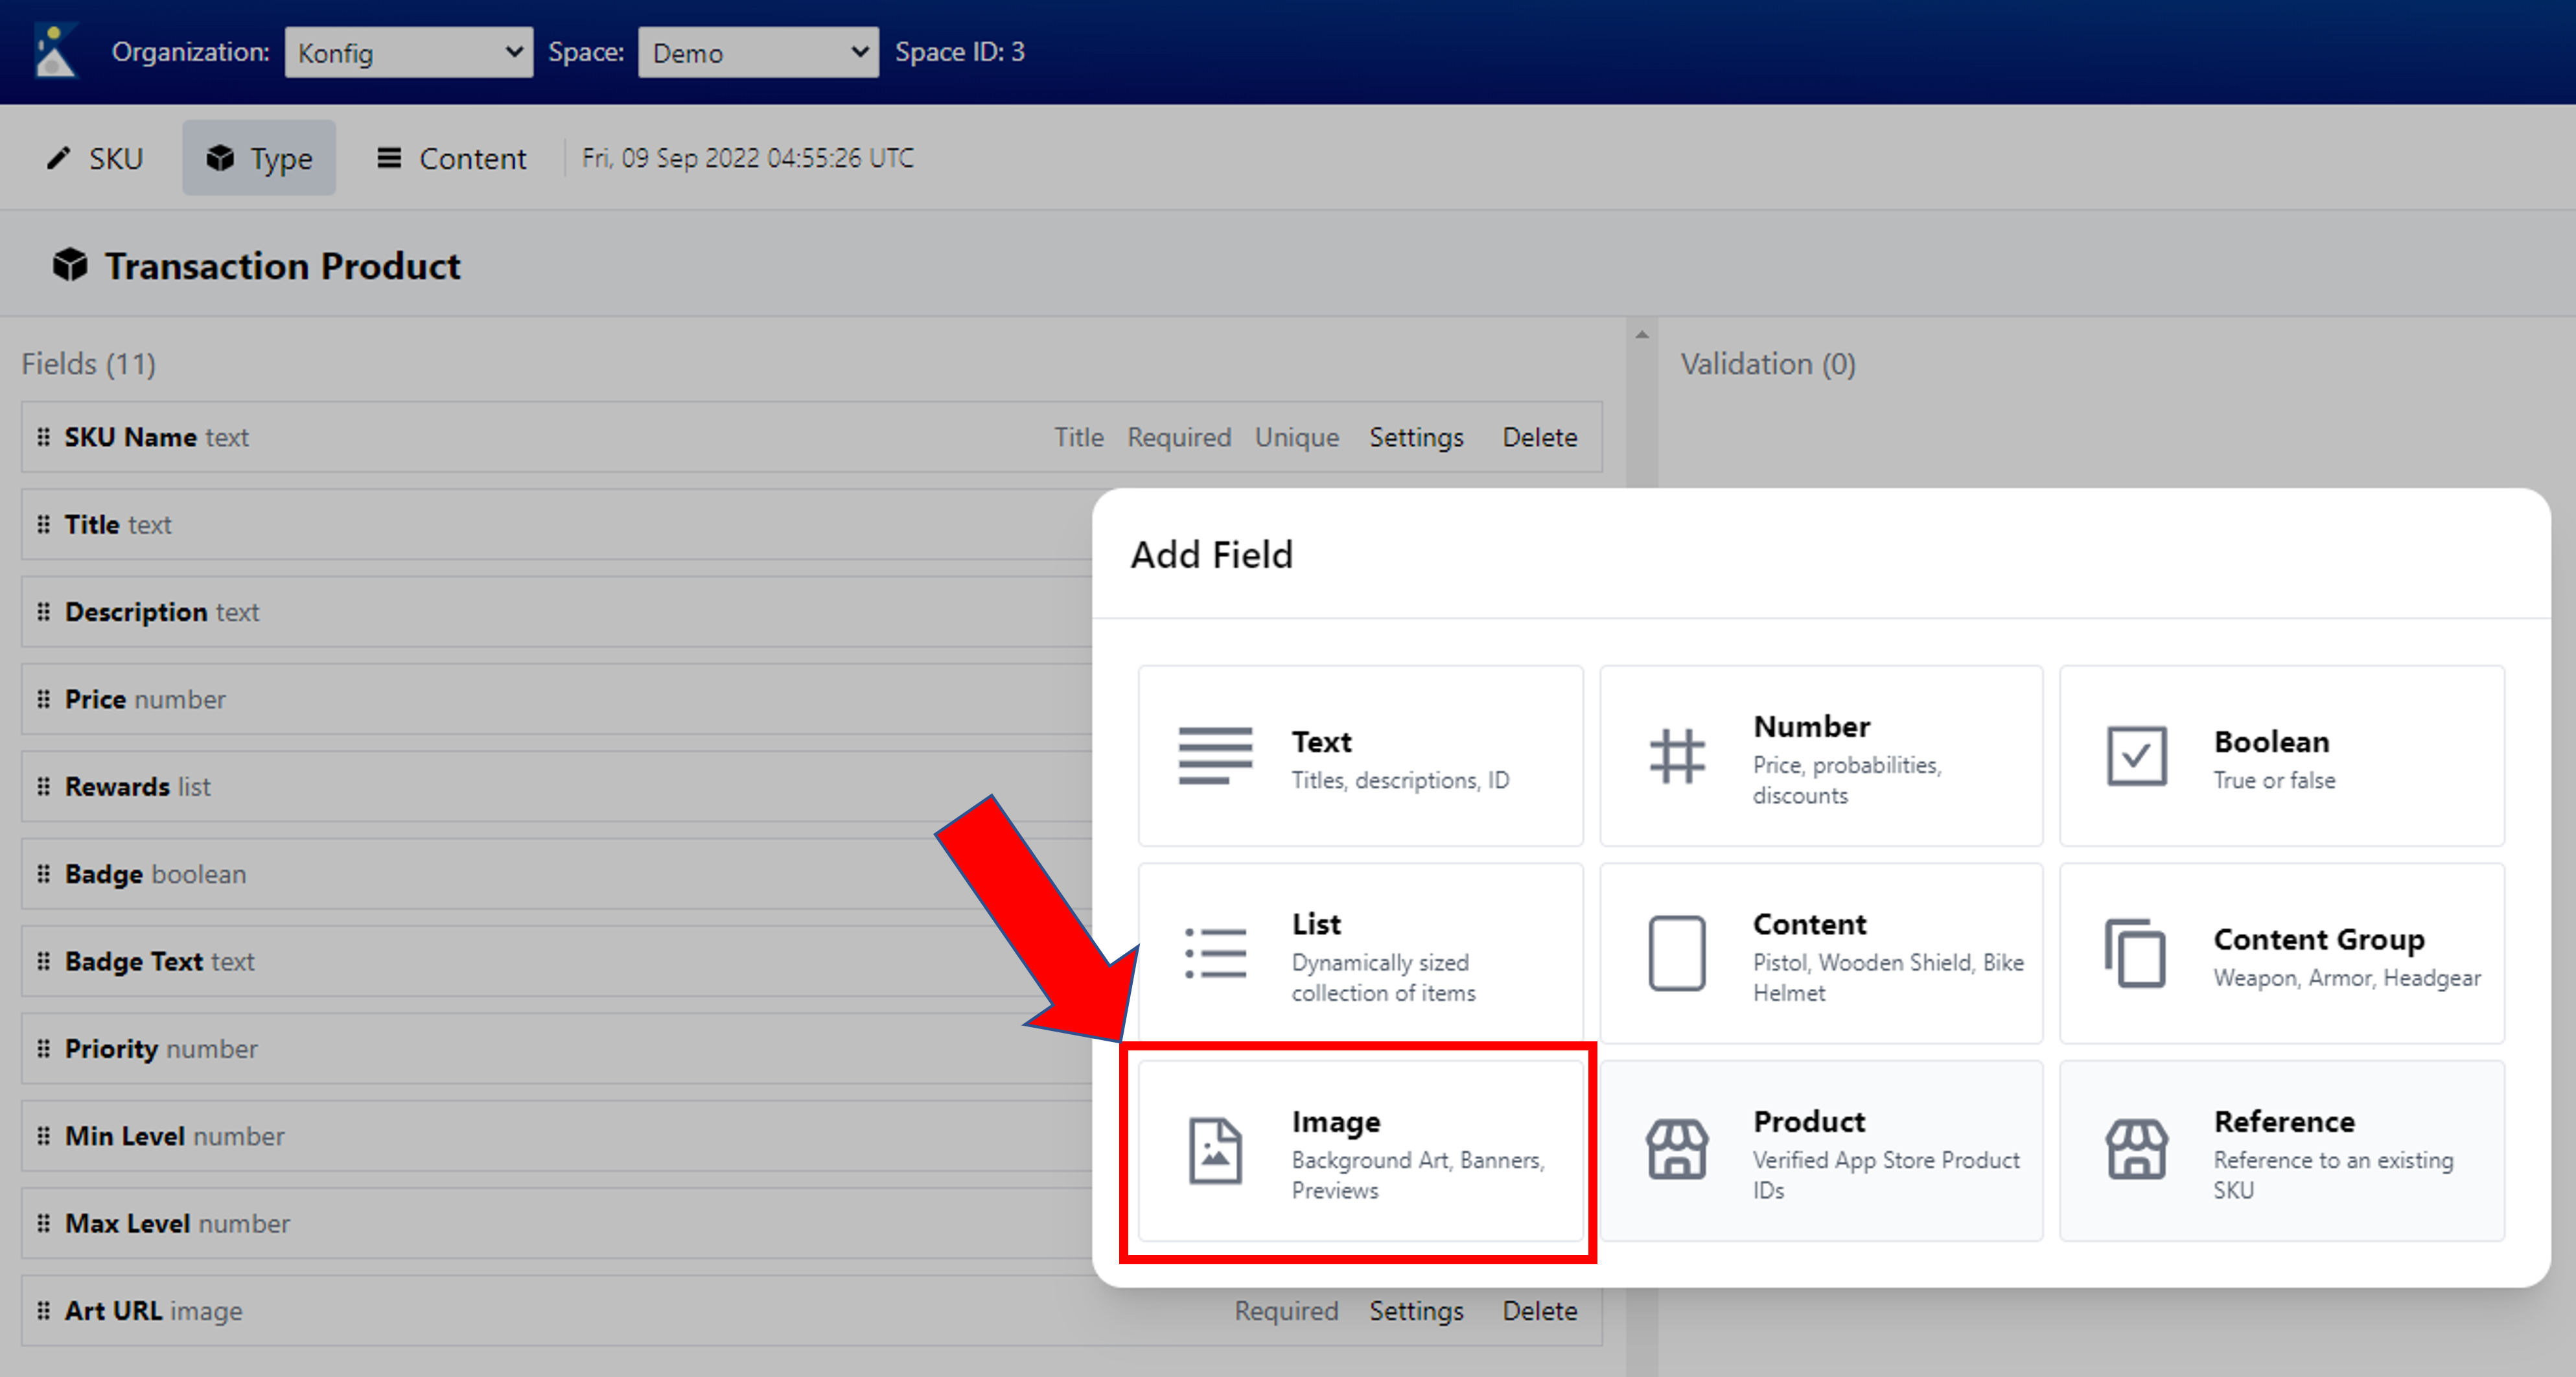 Organization: Konfig Space: Demo Space ID: 3
SKU Type Content Fri, 09 Sep 2022 04:55:26 UTC
Transaction Product
Fields (11)
Validation (0)
SKU Name text Title Required Unique Settings Delete
Title text
Description text
Price number
Rewards list
Badge boolean
Badge Text text
Priority number
Min Level number
Max Level number
Art URL image Required Settings Delete
Add Field
Text
Titles, descriptions, ID
Number
Price, probabilities,
discounts
Boolean
True or false
List
Dynamically sized
collection of items
Content
Pistol, Wooden Shield, Bike
Helmet
Content Group
Weapon, Armor, Headgear
Image
Background Art, Banners,
Previews
Product
Verified App Store Product
IDs
Reference
Reference to an existing
SKU